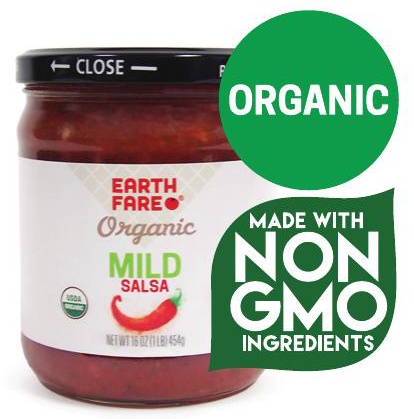 ← CLOSE —
ORGANIC
EARTH
FARE
Organic
MILD
SALSA
USDA
ORGANIC
NET WT 16 OZ (1 LB) 454g
MADE WITH
NON
GMO
INGREDIENTS